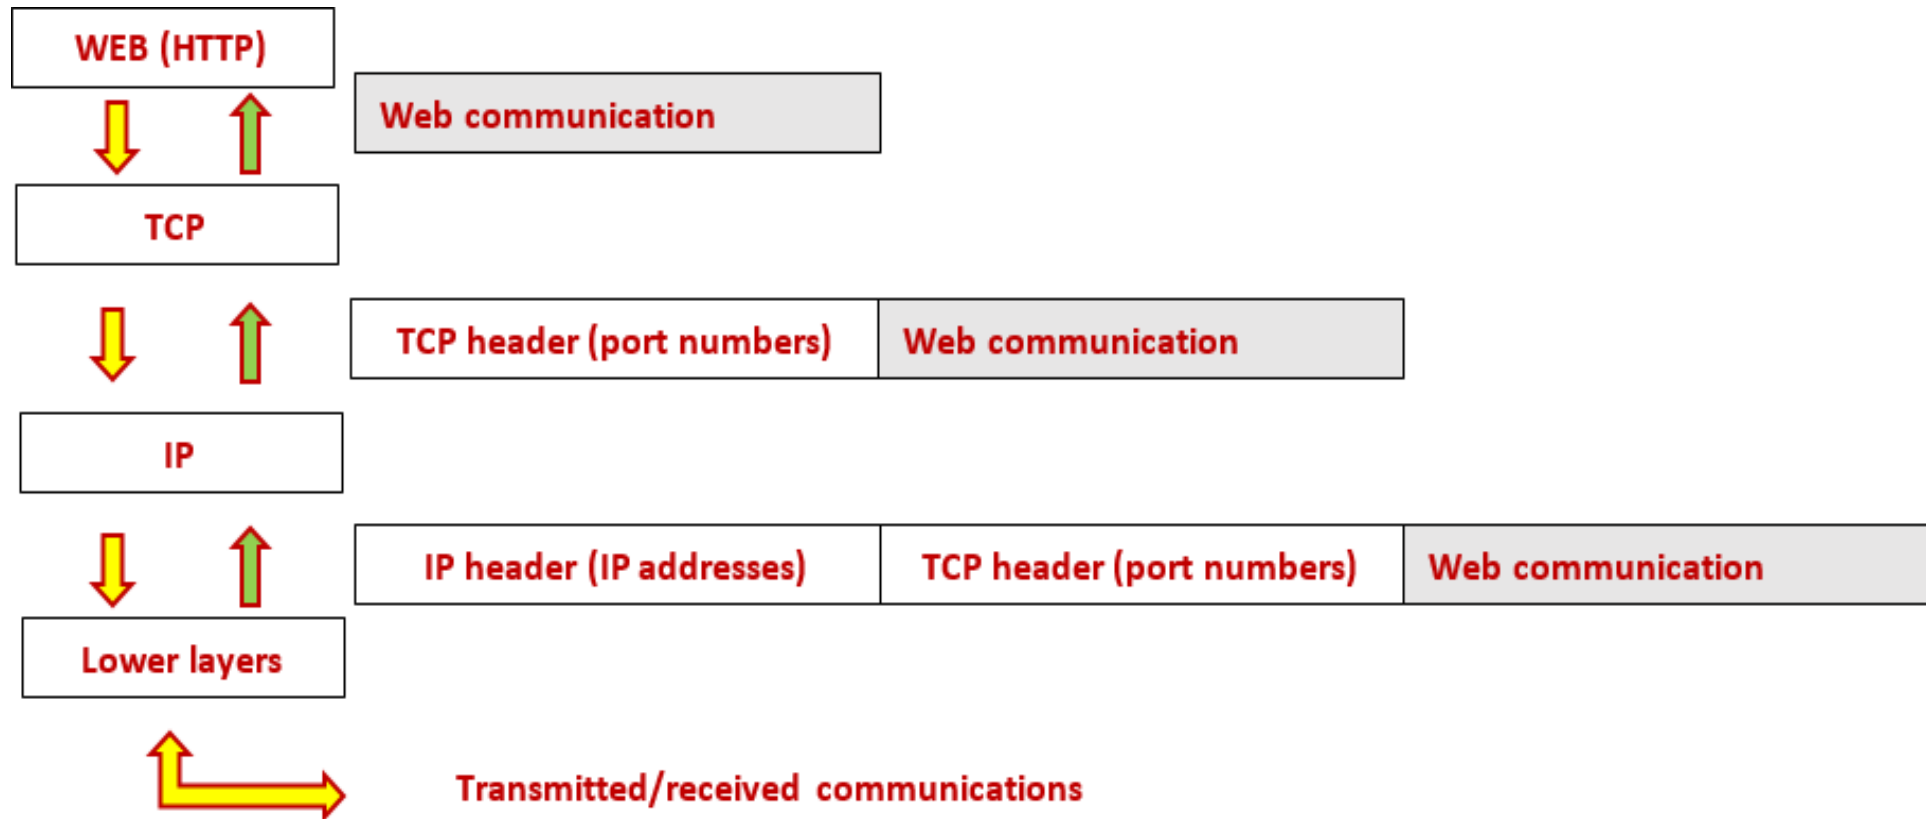 WEB (HTTP)
Web communication
TCP
TCP header (port numbers)
Web communication
IP
IP header (IP addresses)
TCP header (port numbers)
Web communication
Lower layers
Transmitted/received communications